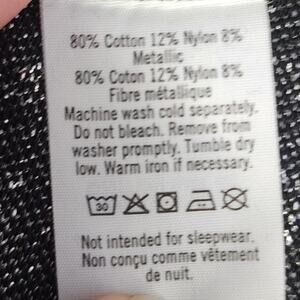 80% Cotton 12% Nylon 8%
Metallic
80% Coton 12% Nylon 8%
Fibre métallique
Machine wash cold separately.
Do not bleach. Remove from
washer promptly. Tumble dry
low. Warm iron if necessary.
30
Not intended for sleepwear.
Non conçu comme vêtement
de nuit.